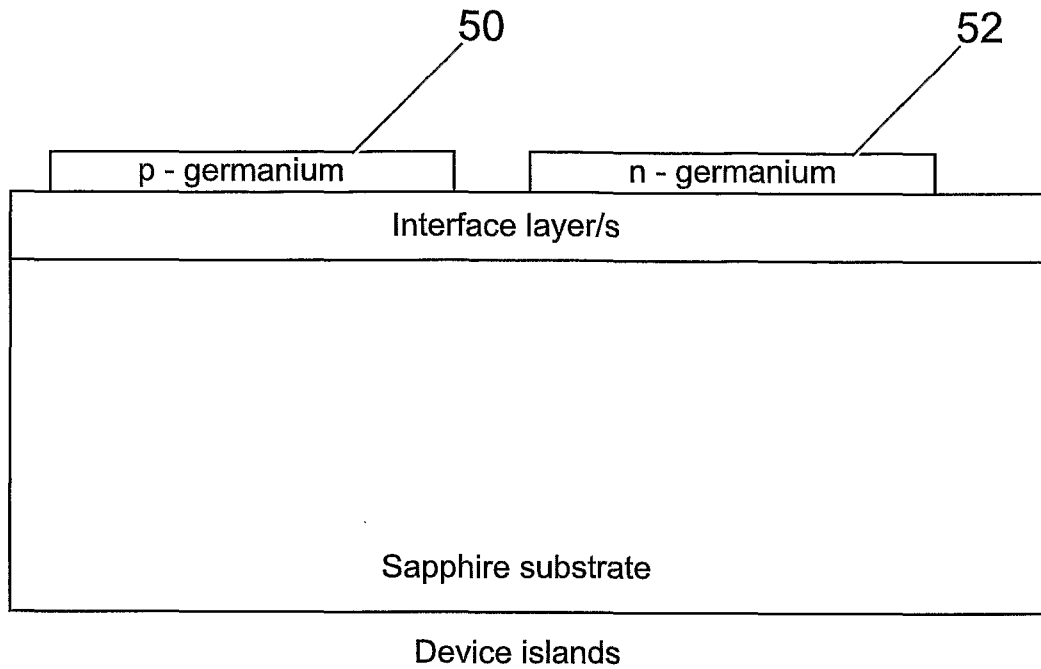 50
52
p - germanium
n - germanium
Interface layer/s
Sapphire substrate
Device islands